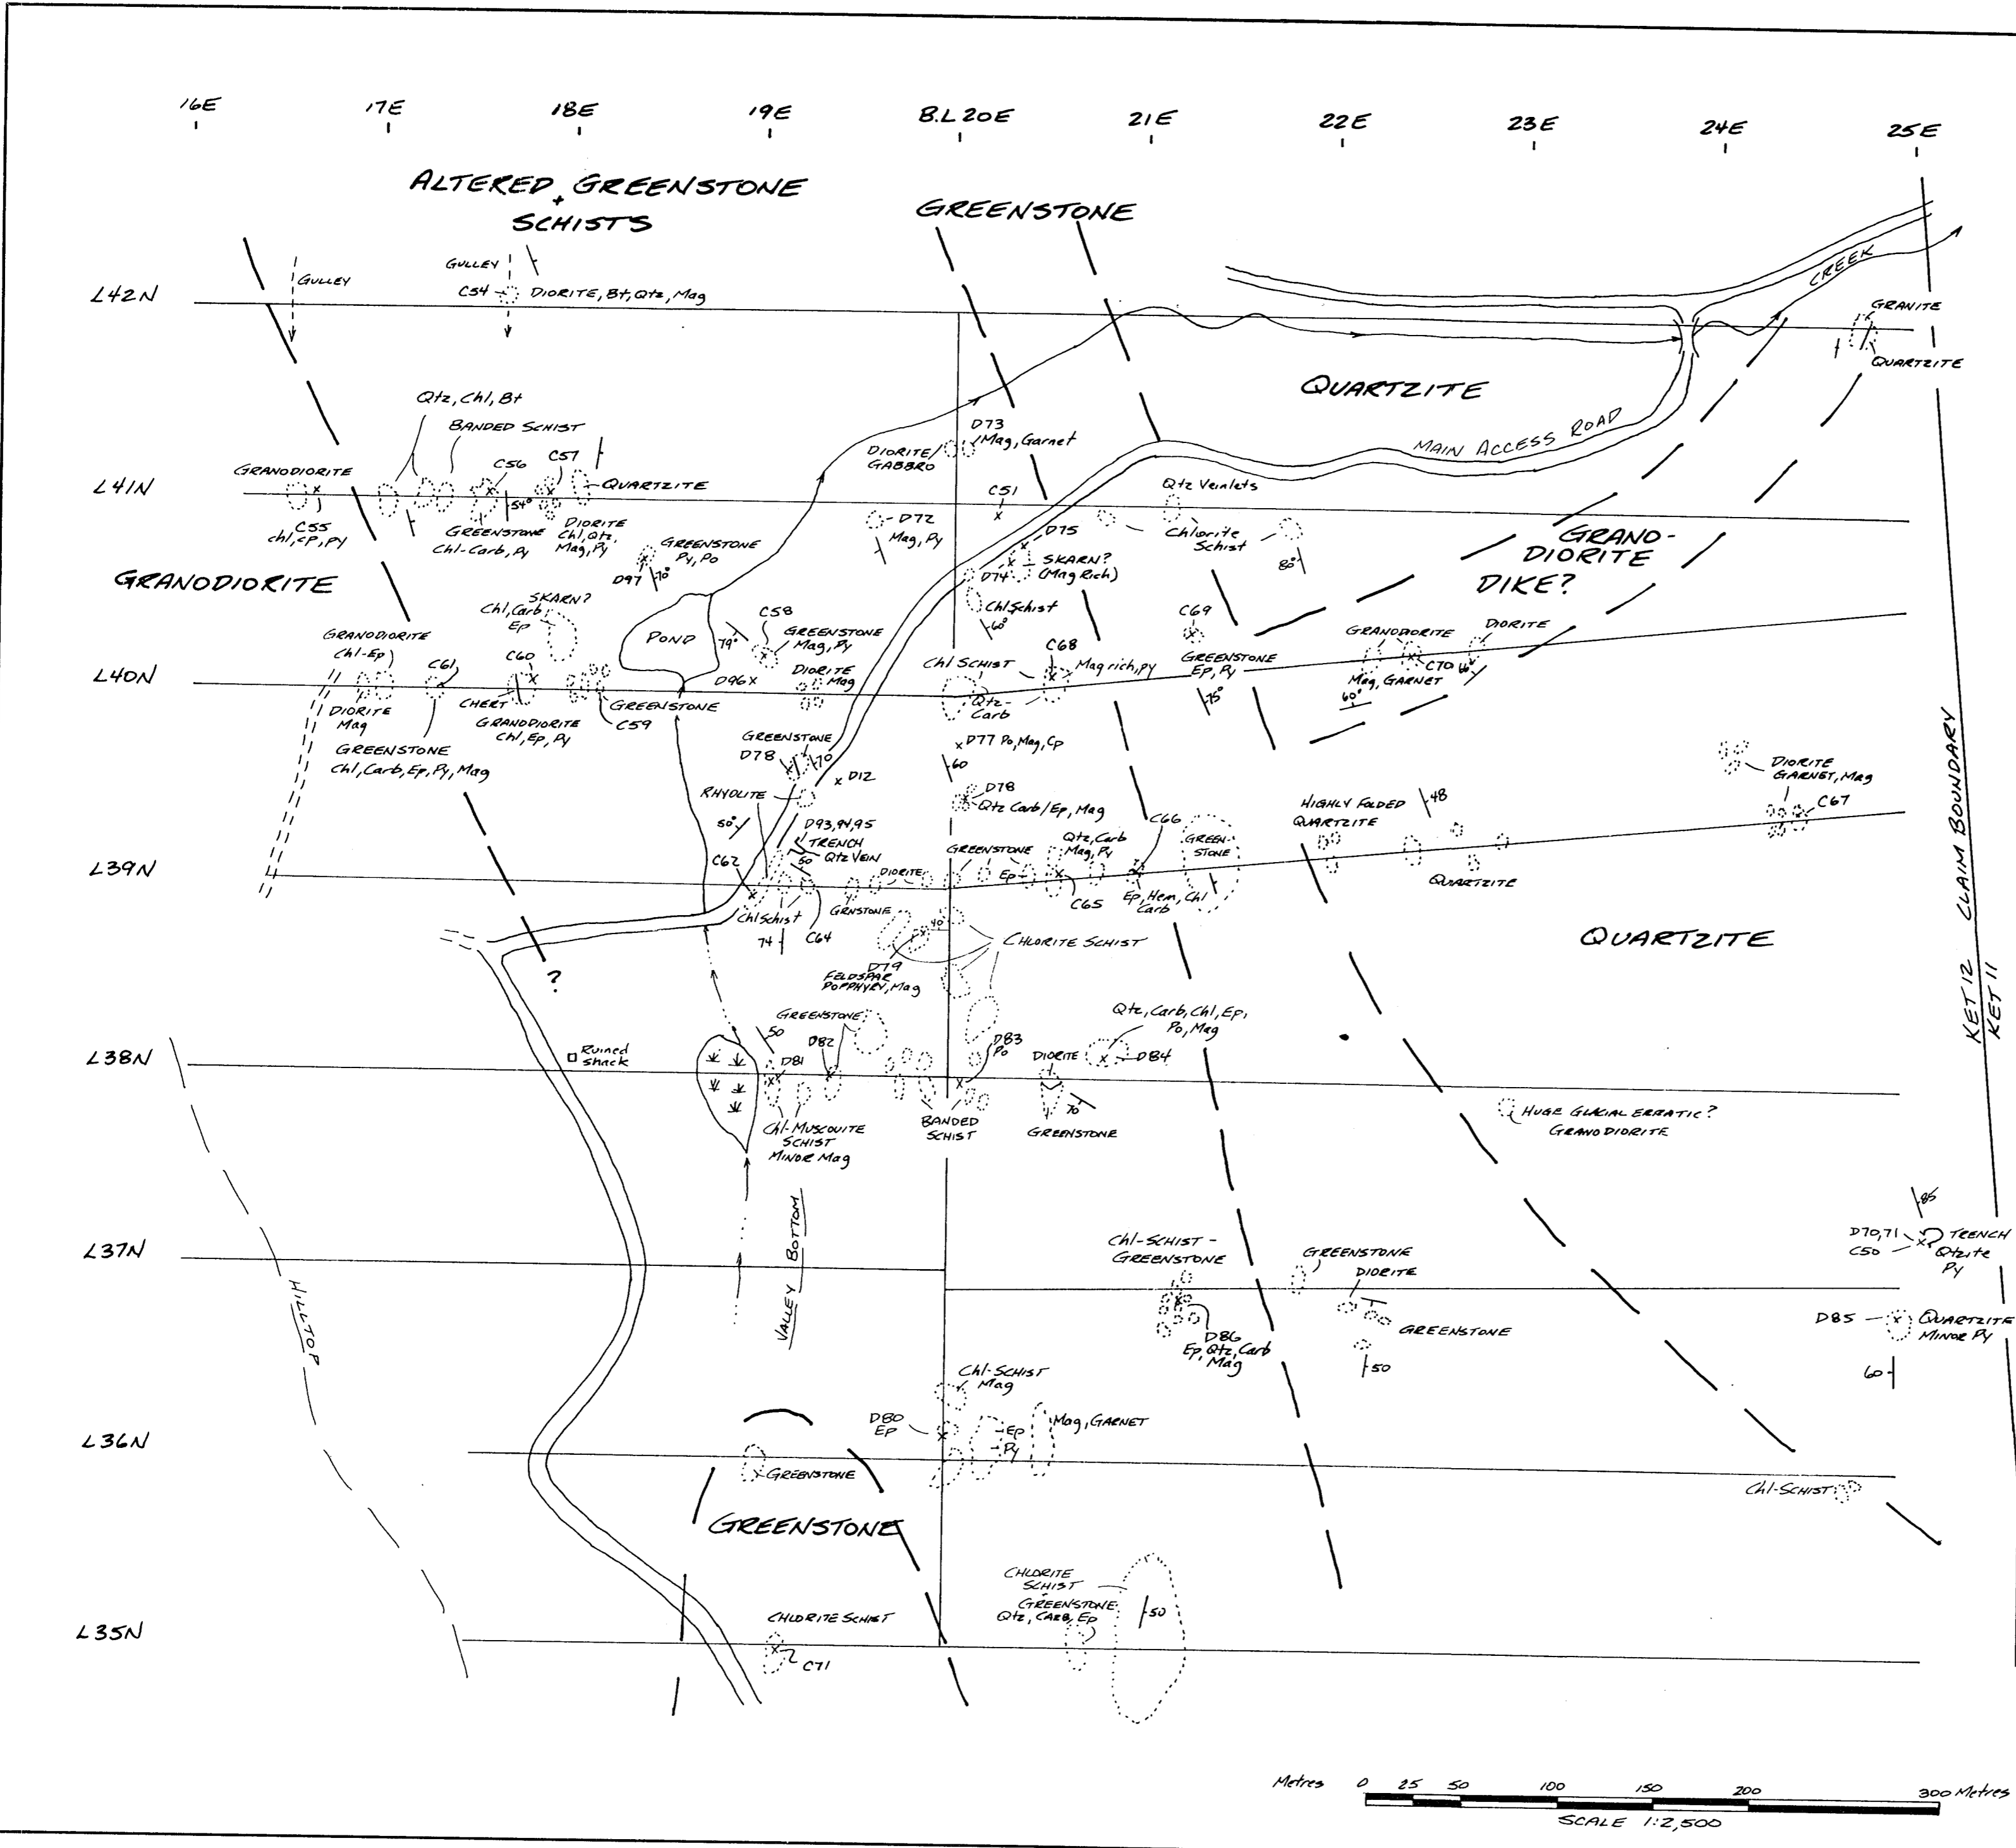 16E 17E 18E 19E B.L 20E 21E 22E 23E 24E 25E
ALTERED + GREENSTONE
SCHISTS
GREENSTONE
GULLEY
GULLEY
L42N
C54
DIORITE, Bt, Qtz, Mag
CREEK
GRANITE
QUARTZITE
QUARTZITE
MAIN ACCESS ROAD
Qtz, Chl, Bt
BANDED SCHIST
C56
C57
GRANODIORITE
L41N
QUARTZITE
54°
C55
Chl, CP, PY
GREENSTONE
Chl-Carb, Py
DIORITE
Chl, Qtz,
Mag, Py
GREENSTONE
Py, Po
D97
70°
D73
Mag, Garnet
DIORITE/
GABBRO
C51
D72
Mag, Py
Qtz Veinlets
Chlorite
Schist
80°
D75
SKARN?
(Mag Rich)
D74
Chl Schist
60°
GRANO-
DIORITE
DIKE?
GRANODIORITE
SKARN?
Chl, Carb,
Ep
POND
79°
C58
GREENSTONE
Mag, Py
C69
GREENSTONE
Ep, Py
75°
GRANODIORITE
DIORITE
C70
Mag, GARNET
60°
GRANODIORITE
Chl-Ep
C61
C60
L40N
D96
DIORITE
Mag
Chl SCHIST
C68
Mag rich, py
Qtz-
Carb
DIORITE
Mag
CHERT
GRANODIORITE
Chl, Ep, Py
GREENSTONE
C59
GREENSTONE
Chl, Carb, Ep, Py, Mag
GREENSTONE
D78
70
D12
D77 Po, Mag, Cp
60
D78
Qtz Carb/Ep, Mag
RHYOLITE
50°
D93,94,95
TRENCH
Qtz VEIN
50
C62
L39N
DIORITE
GREENSTONE
Ep
Qtz, Carb
Mag, Py
C66
GREEN-
STONE
C65
Ep, Hem, Chl
Carb
HIGHLY FOLDED
QUARTZITE
48
QUARTZITE
DIORITE
GARNET, Mag
C67
Chl Schist
74
C64
GRNSTONE
40°
CHLORITE SCHIST
D79
FELDSPAR
PORPHYRY, Mag
QUARTZITE
KET 12 CLAIM BOUNDARY
KET 11
?
L38N
Ruined
shack
50
D81
GREENSTONE
D82
D83
Po
DIORITE
Qtz, Carb, Chl, Ep,
Po, Mag
D84
Chl-MUSCOVITE
SCHIST
MINOR Mag
BANDED
SCHIST
70°
GREENSTONE
HUGE GLACIAL ERRATIC?
GRANODIORITE
VALLEY BOTTOM
HILLTOP
L37N
Chl-SCHIST -
GREENSTONE
GREENSTONE
DIORITE
GREENSTONE
50
D86
Ep, Qtz, Carb
Mag
85
D70,71
C50
TRENCH
Qtzite
Py
D85
QUARTZITE
MINOR Py
60
Chl-SCHIST
Mag
L36N
D80
Ep
Ep
Py
Mag, GARNET
GREENSTONE
Chl-SCHIST
GREENSTONE
L35N
CHLORITE SCHIST
C71
CHLORITE
SCHIST
GREENSTONE
Qtz, CARB, Ep
50
Metres 0 25 50 100 150 200 300 Metres
SCALE 1:2,500